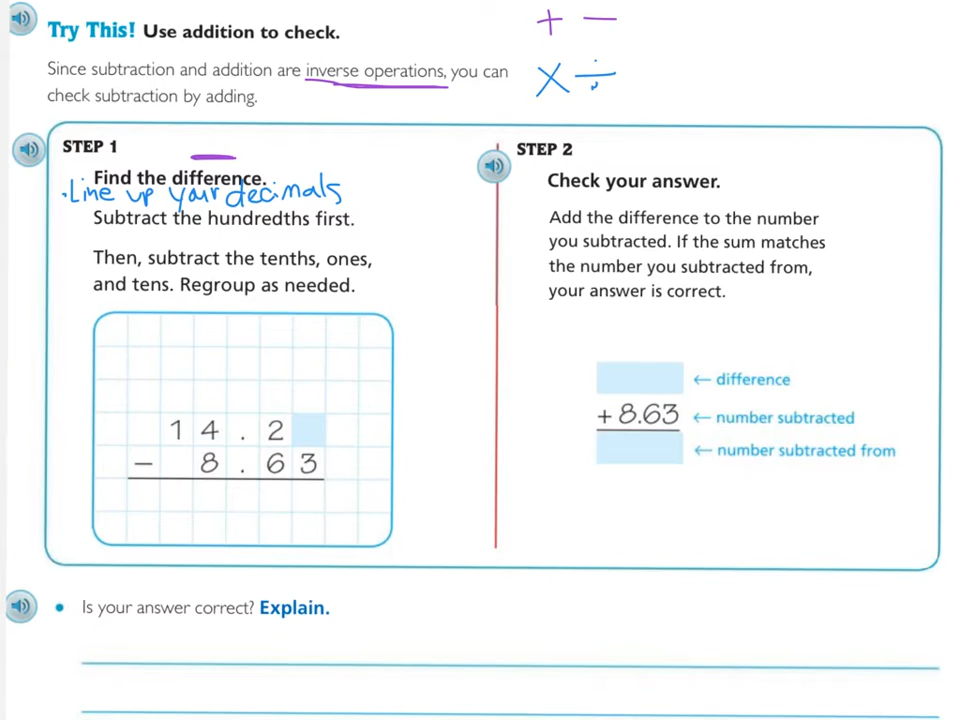 Try This! Use addition to check.
+ −
Since subtraction and addition are inverse operations, you can
check subtraction by adding.
× ÷
STEP 1
Find the difference.
• Line up your decimals
Subtract the hundredths first.
Then, subtract the tenths, ones,
and tens. Regroup as needed.
1 4 . 2
− 8 . 6 3
STEP 2
Check your answer.
Add the difference to the number
you subtracted. If the sum matches
the number you subtracted from,
your answer is correct.
← difference
+ 8.63 ← number subtracted
← number subtracted from
• Is your answer correct? Explain.